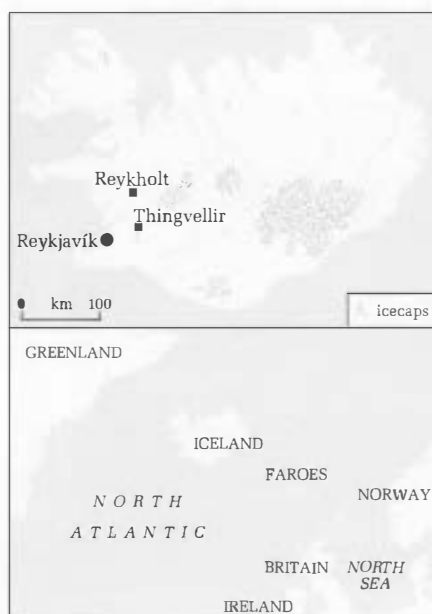 Reykholt
Thingvellir
Reykjavík
km 100
icecaps
GREENLAND
ICELAND
FAROES
NORWAY
NORTH
ATLANTIC
BRITAIN NORTH
SEA
IRELAND